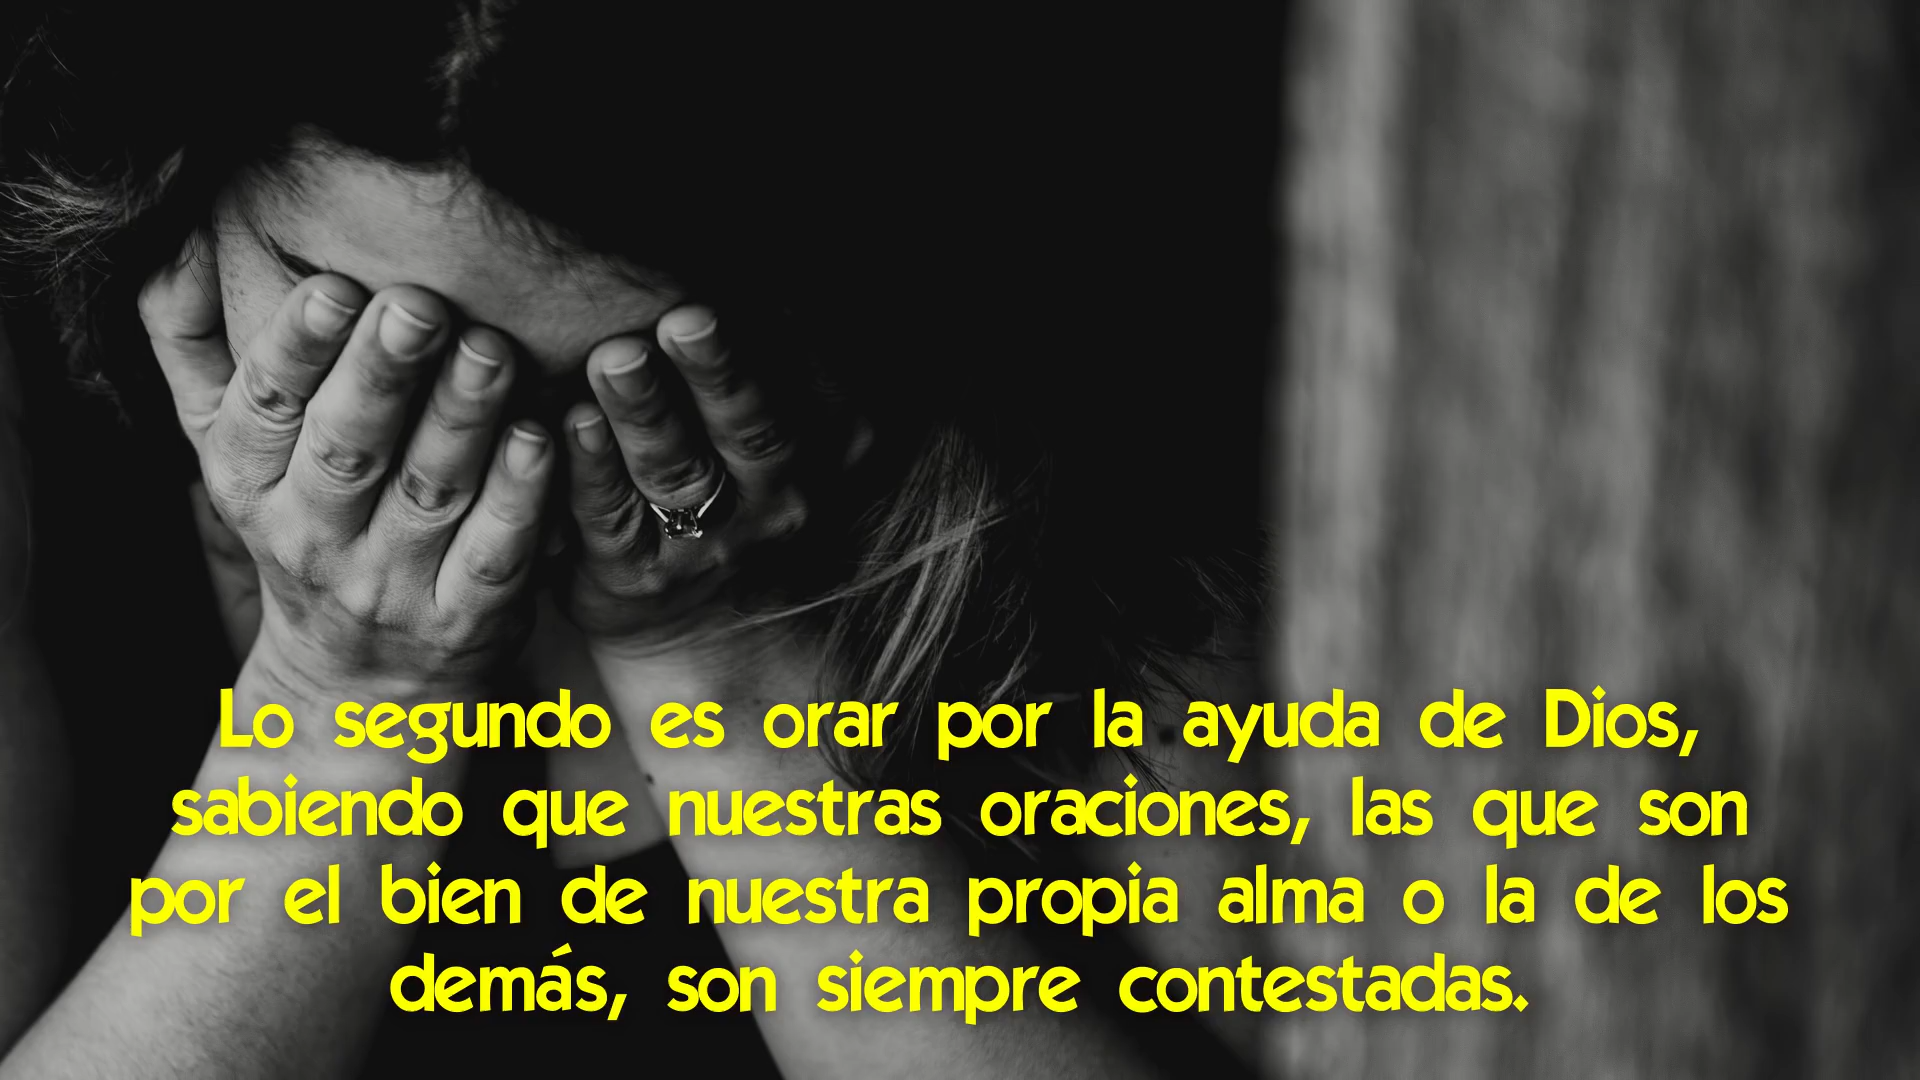 Lo segundo es orar por la ayuda de Dios,
sabiendo que nuestras oraciones, las que son
por el bien de nuestra propia alma o la de los
demás, son siempre contestadas.